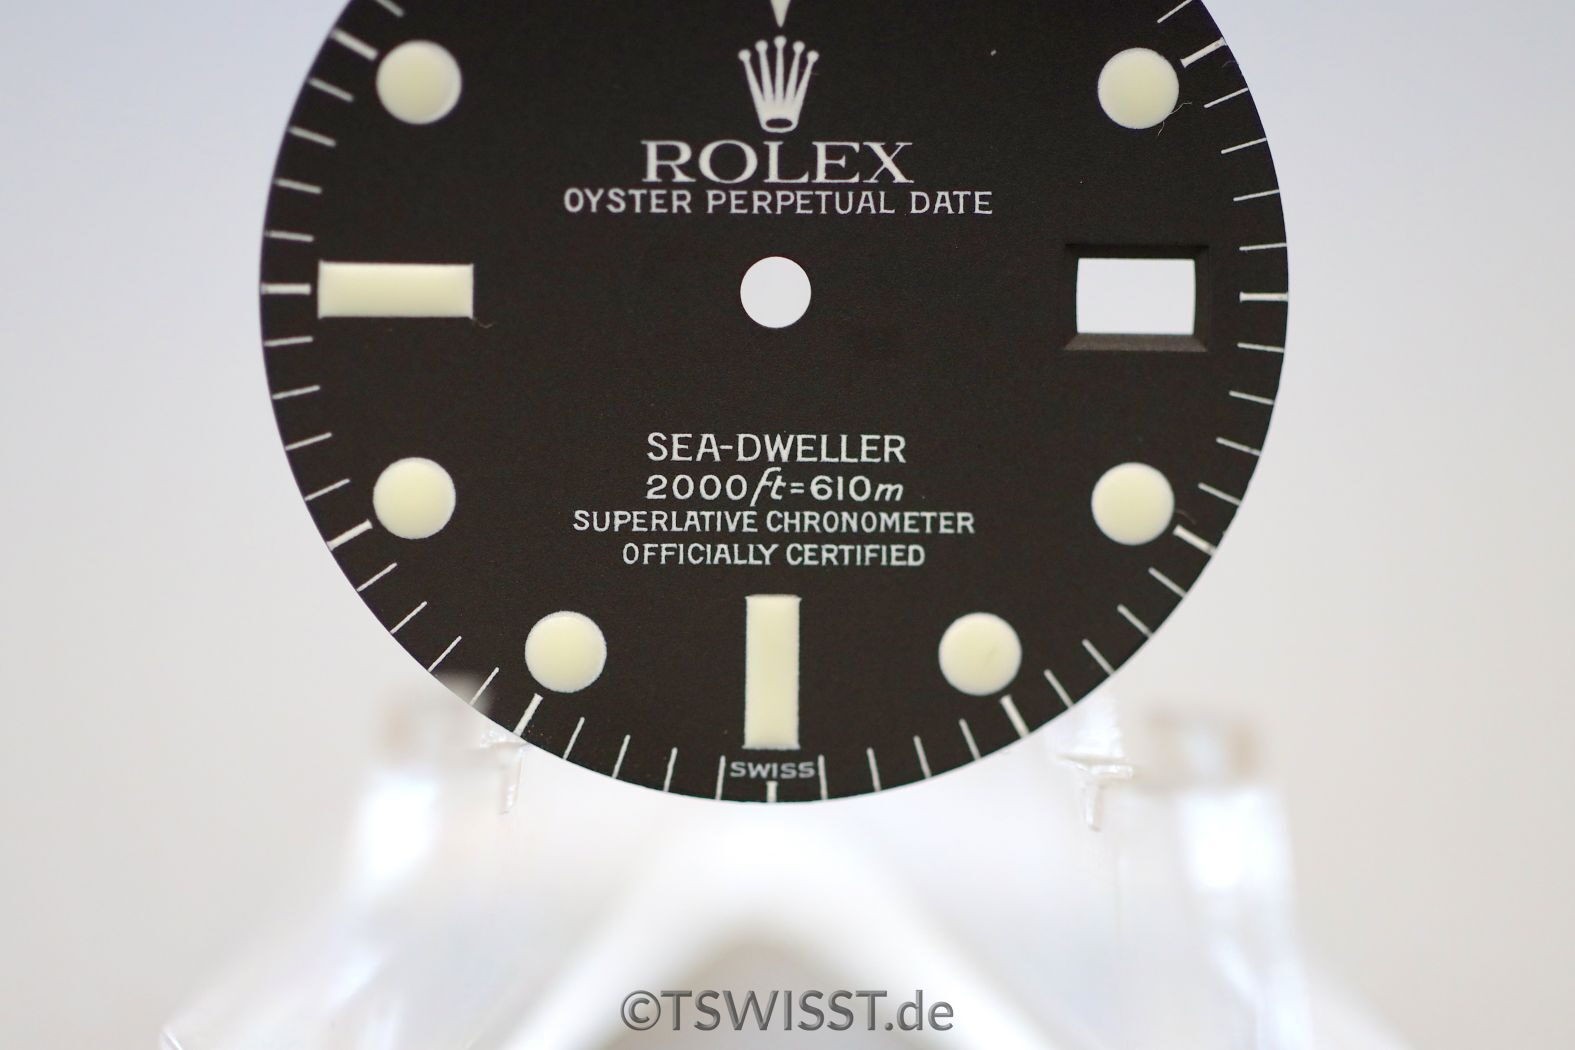 ROLEX
OYSTER PERPETUAL DATE
SEA-DWELLER
2000ft=610m
SUPERLATIVE CHRONOMETER
OFFICIALLY CERTIFIED
SWISS
©TSWISST.de